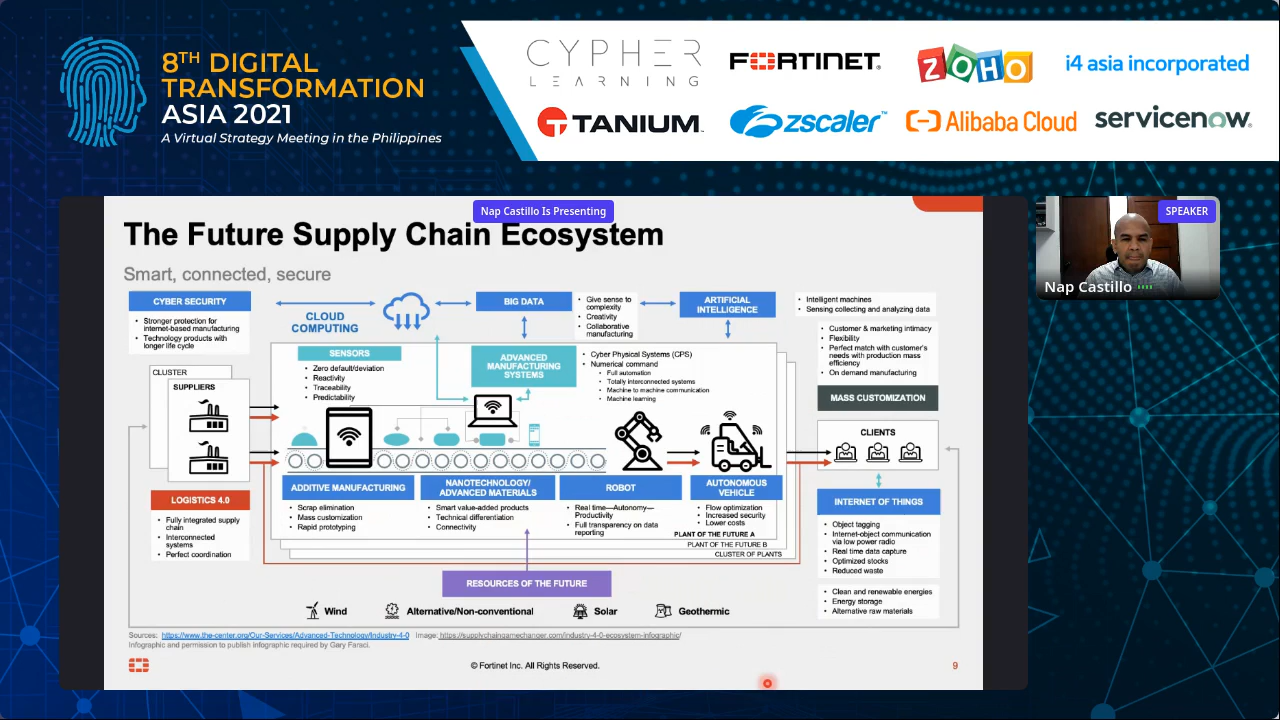 8TH DIGITAL
TRANSFORMATION
ASIA 2021
A Virtual Strategy Meeting in the Philippines
CYPHER
LEARNING
FORTINET®
ZOHO
i4 asia incorporated
TANIUM™
zscaler™
Alibaba Cloud
servicenow®
Nap Castillo Is Presenting
SPEAKER
Nap Castillo
The Future Supply Chain Ecosystem
Smart, connected, secure
CYBER SECURITY
• Stronger protection for
internet-based manufacturing
• Technology products with
longer life cycle
CLOUD
COMPUTING
BIG DATA
• Give sense to
complexity
• Creativity
• Collaborative
manufacturing
ARTIFICIAL
INTELLIGENCE
• Intelligent machines
• Sensing collecting and analyzing data
• Customer & marketing intimacy
• Flexibility
• Perfect match with customer's
needs with production mass
efficiency
• On demand manufacturing
MASS CUSTOMIZATION
SENSORS
• Zero default/deviation
• Reactivity
• Traceability
• Predictability
ADVANCED
MANUFACTURING
SYSTEMS
• Cyber Physical Systems (CPS)
• Numerical command
• Full automation
• Totally interconnected systems
• Machine to machine communication
• Machine learning
CLUSTER
SUPPLIERS
CLIENTS
LOGISTICS 4.0
• Fully integrated supply
chain
• Interconnected
systems
• Perfect coordination
ADDITIVE MANUFACTURING
• Scrap elimination
• Mass customization
• Rapid prototyping
NANOTECHNOLOGY/
ADVANCED MATERIALS
• Smart value-added products
• Technical differentiation
• Connectivity
ROBOT
• Real time—Autonomy—
Productivity
• Full transparency on data
reporting
AUTONOMOUS
VEHICLE
• Flow optimization
• Increased security
• Lower costs
PLANT OF THE FUTURE A
PLANT OF THE FUTURE B
CLUSTER OF PLANTS
INTERNET OF THINGS
• Object tagging
• Internet-object communication
via low power radio
• Real time data capture
• Optimized stocks
• Reduced waste
• Clean and renewable energies
• Energy storage
• Alternative raw materials
RESOURCES OF THE FUTURE
Wind
Alternative/Non-conventional
Solar
Geothermic
Sources: https://www.the-center.org/Our-Services/Advanced-Technology/Industry-4-0 Image: https://supplychaingamechanger.com/industry-4-0-ecosystem-infographic/
Infographic and permission to publish infographic required by Gary Faraci.
© Fortinet Inc. All Rights Reserved.
9